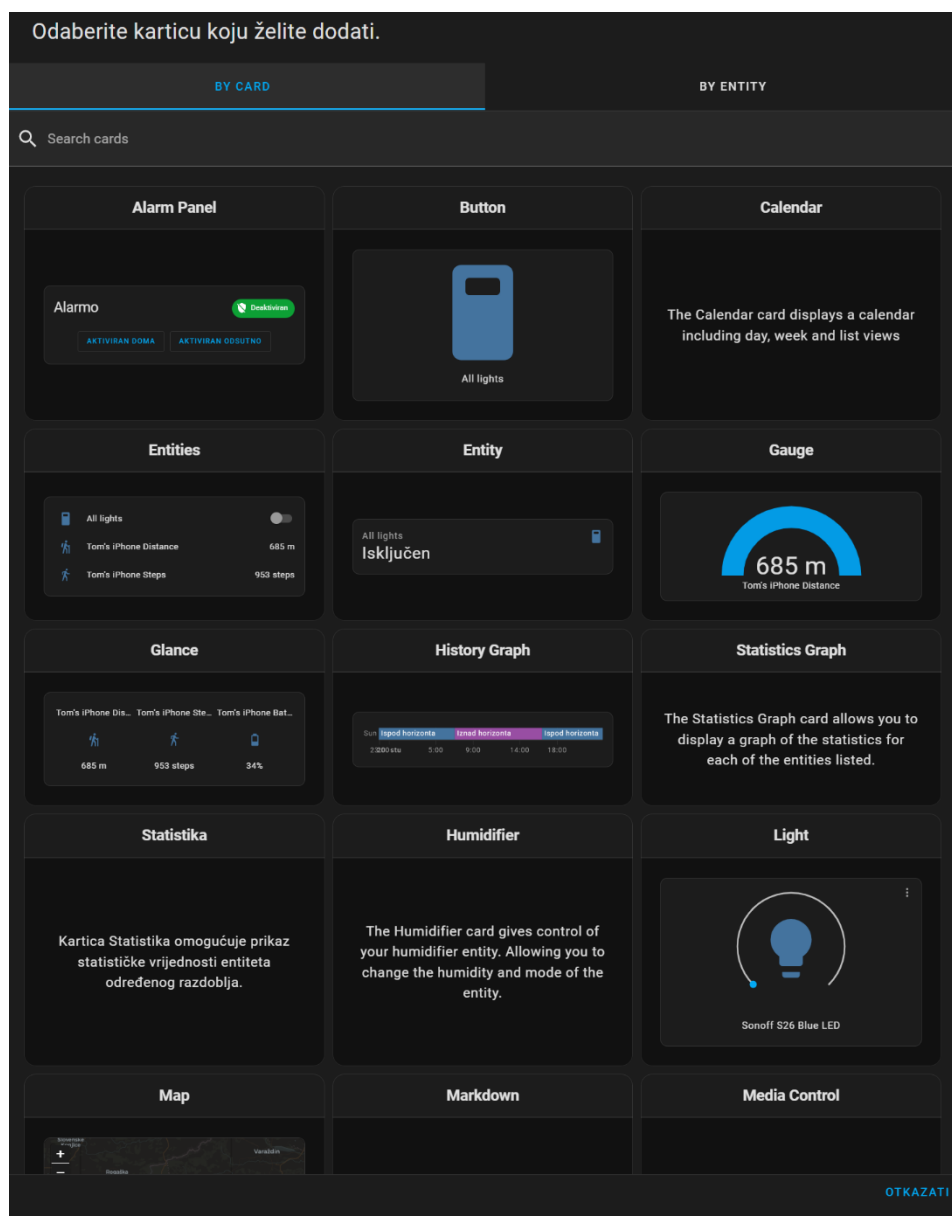 Odaberite karticu koju želite dodati.
BY CARD
BY ENTITY
Search cards
Alarm Panel
Button
Calendar
Alarmo
Deaktiviran
AKTIVIRAN DOMA
AKTIVIRAN ODSUTNO
All lights
The Calendar card displays a calendar
including day, week and list views
Entities
Entity
Gauge
All lights
Tom's iPhone Distance
685 m
Tom's iPhone Steps
953 steps
All lights
Isključen
685 m
Tom's iPhone Distance
Glance
History Graph
Statistics Graph
Tom's iPhone Dis... Tom's iPhone Ste... Tom's iPhone Bat...
685 m
953 steps
34%
Sun
Ispod horizonta
Iznad horizonta
Ispod horizonta
5:00
9:00
14:00
18:00
The Statistics Graph card allows you to
display a graph of the statistics for
each of the entities listed.
Statistika
Humidifier
Light
Kartica Statistika omogućuje prikaz
statističke vrijednosti entiteta
određenog razdoblja.
The Humidifier card gives control of
your humidifier entity. Allowing you to
change the humidity and mode of the
entity.
Sonoff S26 Blue LED
Map
Markdown
Media Control
+
Varaždin
Rogaška
−
OTKAZATI